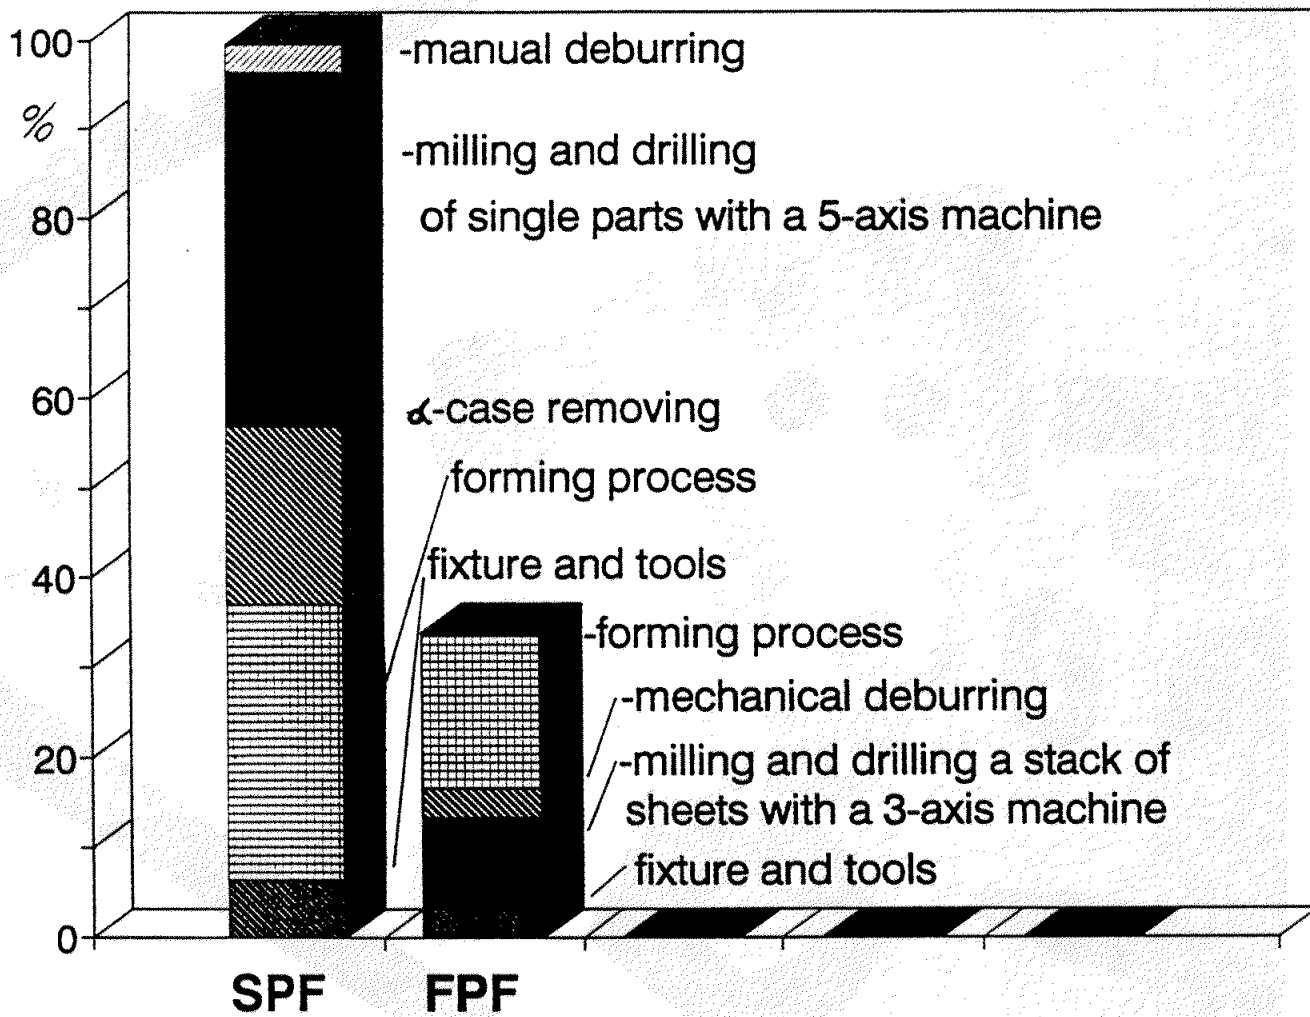 100
%
80
60
40
20
0
-manual deburring
-milling and drilling
of single parts with a 5-axis machine
α-case removing
forming process
fixture and tools
-forming process
-mechanical deburring
-milling and drilling a stack of
sheets with a 3-axis machine
fixture and tools
SPF FPF